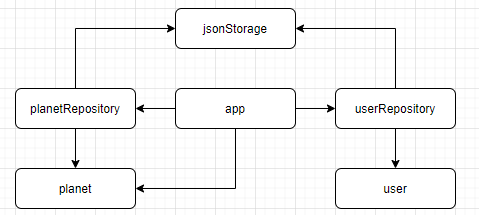 jsonStorage
planetRepository
app
userRepository
planet
user